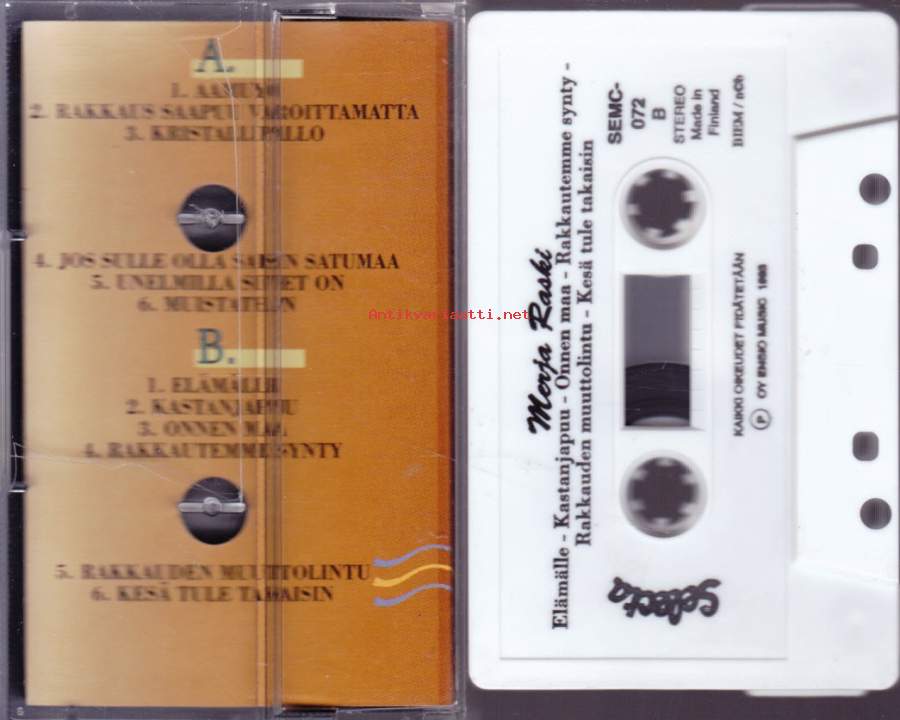 A.
1. AAMUYÖ
2. RAKKAUS SAAPUU VAROITTAMATTA
3. KRISTALLIPALLO
4. JOS SULLE OLLA SAISIN SATUMAA
5. UNELMILLA SIIVET ON
6. MUISTATHAN
B.
1. ELÄMÄLLE
2. KASTANJAPUU
3. ONNEN MAA
4. RAKKAUTEMME SYNTY
5. RAKKAUDEN MUUTTOLINTU
6. KESÄ TULE TAKAISIN
Antikvariaatti.net
SEMC-
072
B
STEREO
Made in
Finland
BIEM / nCb
Merja Raski
Elämälle - Kastanjapuu - Onnen maa - Rakkautemme synty -
Rakkauden muuttolintu - Kesä tule takaisin
KAIKKI OIKEUDET PIDÄTETÄÄN
Ⓟ OY ENSIO MUSIC
Selecta